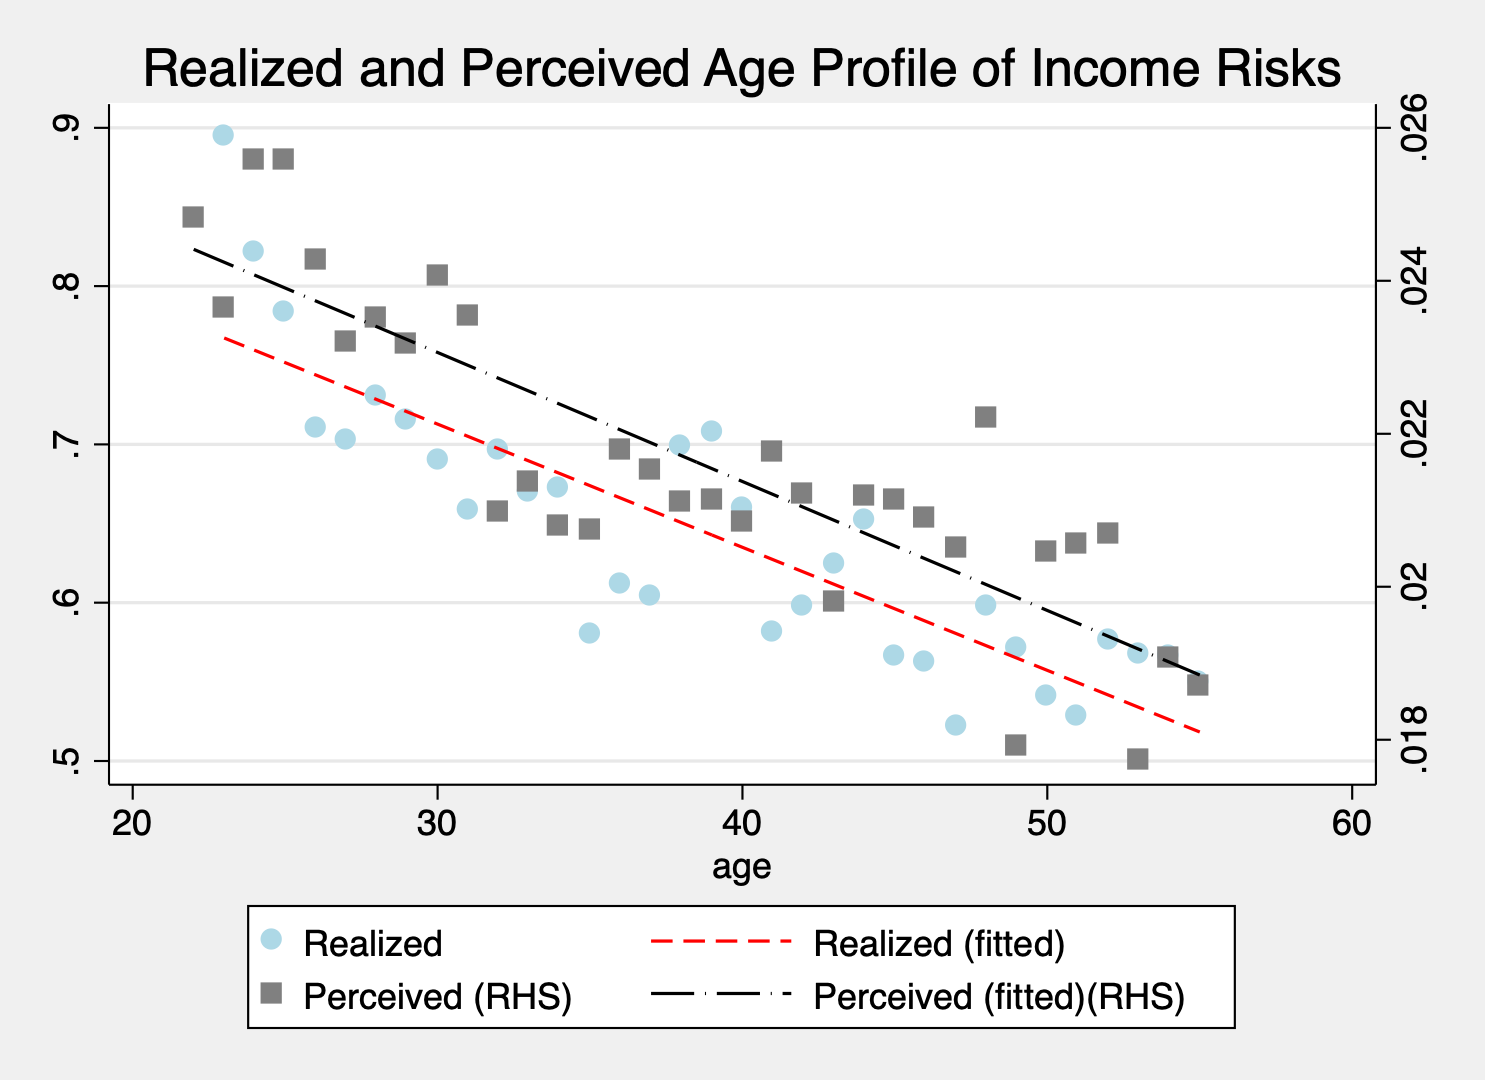 Realized and Perceived Age Profile of Income Risks
.9
.8
.7
.6
.5
.026
.024
.022
.02
.018
20 30 40 50 60
age
Realized Realized (fitted)
Perceived (RHS) Perceived (fitted)(RHS)